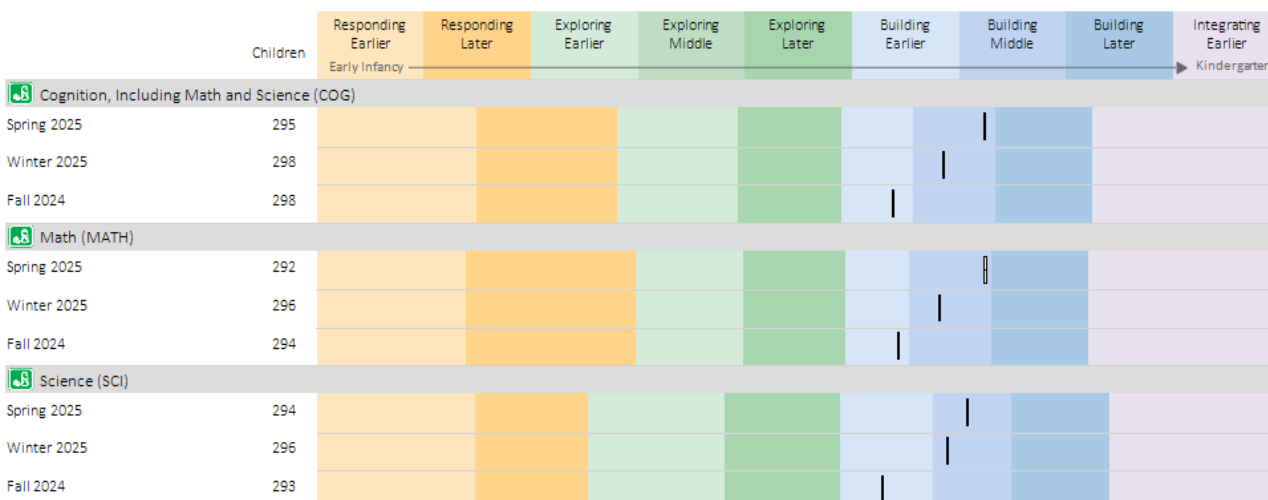 Children
Responding Earlier
Responding Later
Exploring Earlier
Exploring Middle
Exploring Later
Building Earlier
Building Middle
Building Later
Integrating Earlier
Early Infancy
Kindergarten
Cognition, Including Math and Science (COG)
Spring 2025 295
Winter 2025 298
Fall 2024 298
Math (MATH)
Spring 2025 292
Winter 2025 296
Fall 2024 294
Science (SCI)
Spring 2025 294
Winter 2025 296
Fall 2024 293